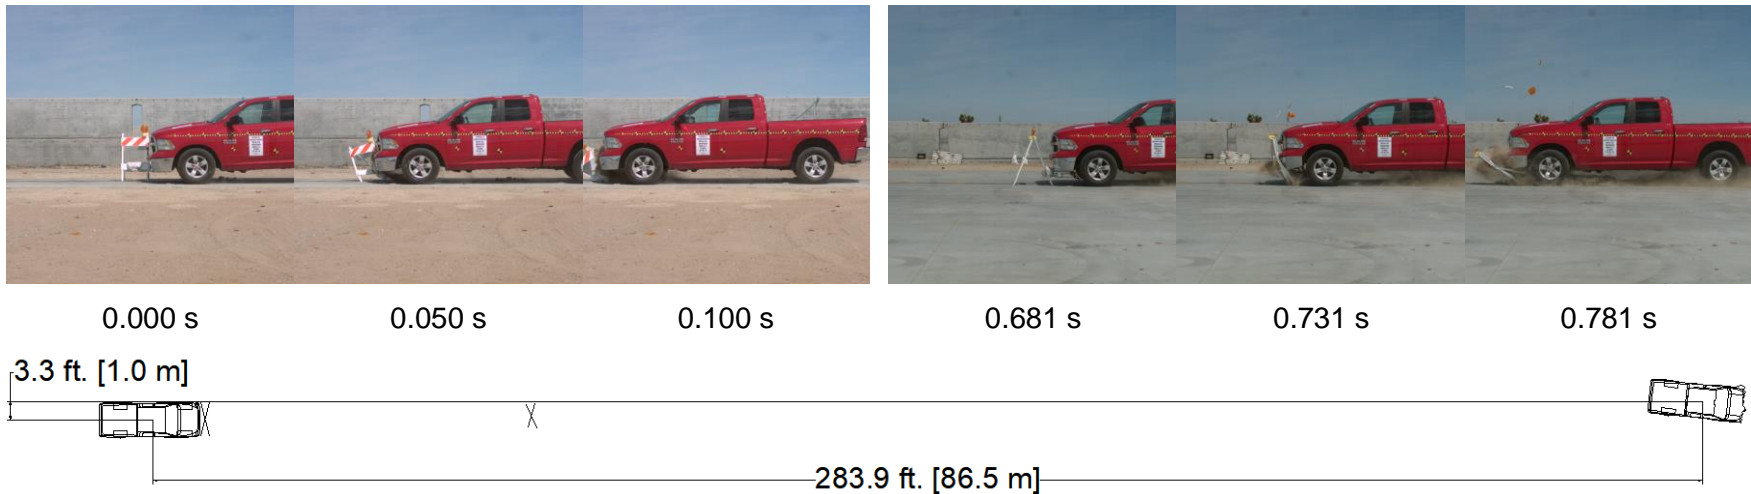 0.000 s
0.050 s
0.100 s
0.681 s
0.731 s
0.781 s
3.3 ft. [1.0 m]
283.9 ft. [86.5 m]